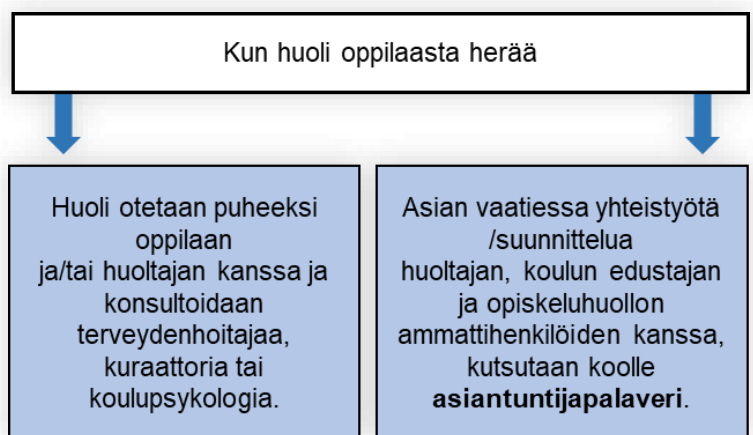 Kun huoli oppilaasta herää
Huoli otetaan puheeksi
oppilaan
ja/tai huoltajan kanssa ja
konsultoidaan
terveydenhoitajaa,
kuraattoria tai
koulupsykologia.
Asian vaatiessa yhteistyötä
/suunnittelua
huoltajan, koulun edustajan
ja opiskeluhuollon
ammattihenkilöiden kanssa,
kutsutaan koolle
asiantuntijapalaveri.